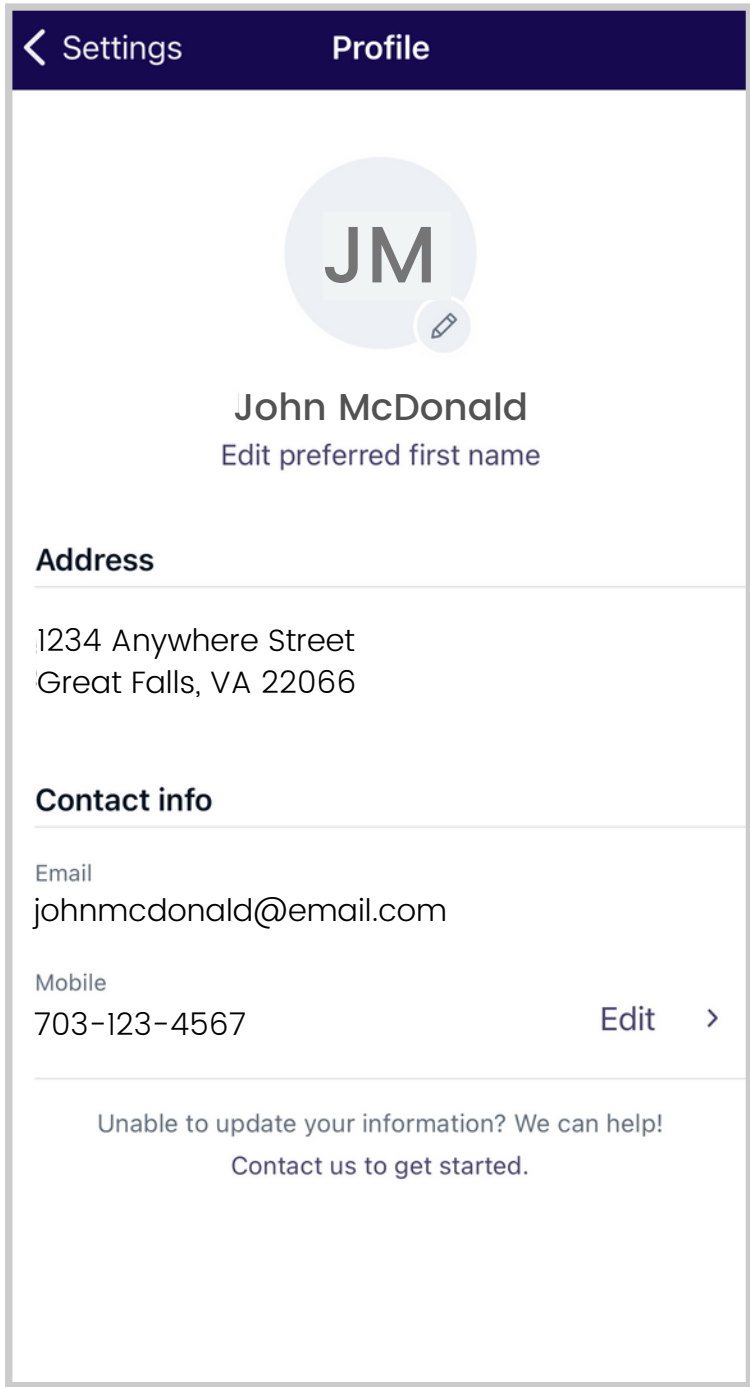 Settings
Profile
JM
John McDonald
Edit preferred first name
Address
1234 Anywhere Street
Great Falls, VA 22066
Contact info
Email
johnmcdonald@email.com
Mobile
703-123-4567
Edit
Unable to update your information? We can help!
Contact us to get started.